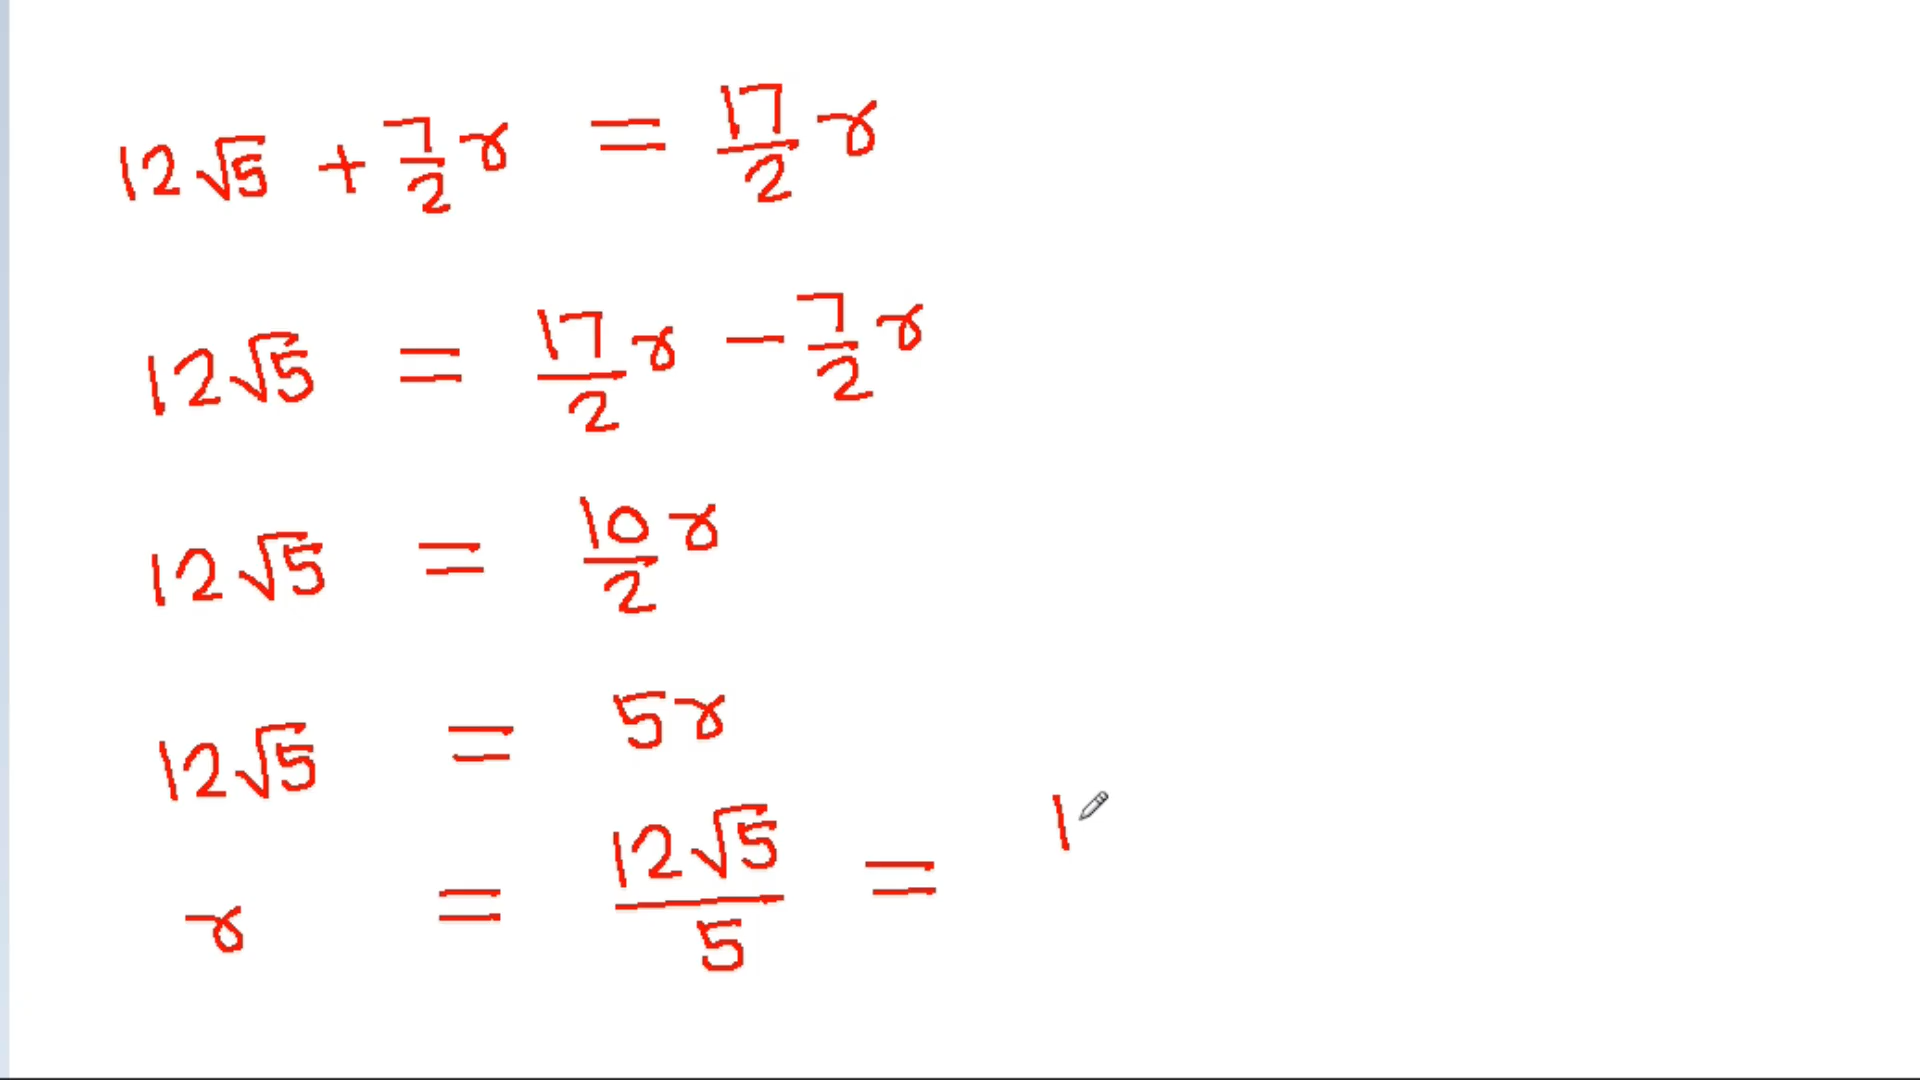 12√5 + 7/2 r = 17/2 r
12√5 = 17/2 r - 7/2 r
12√5 = 10/2 r
12√5 = 5r
r = 12√5/5 = 1